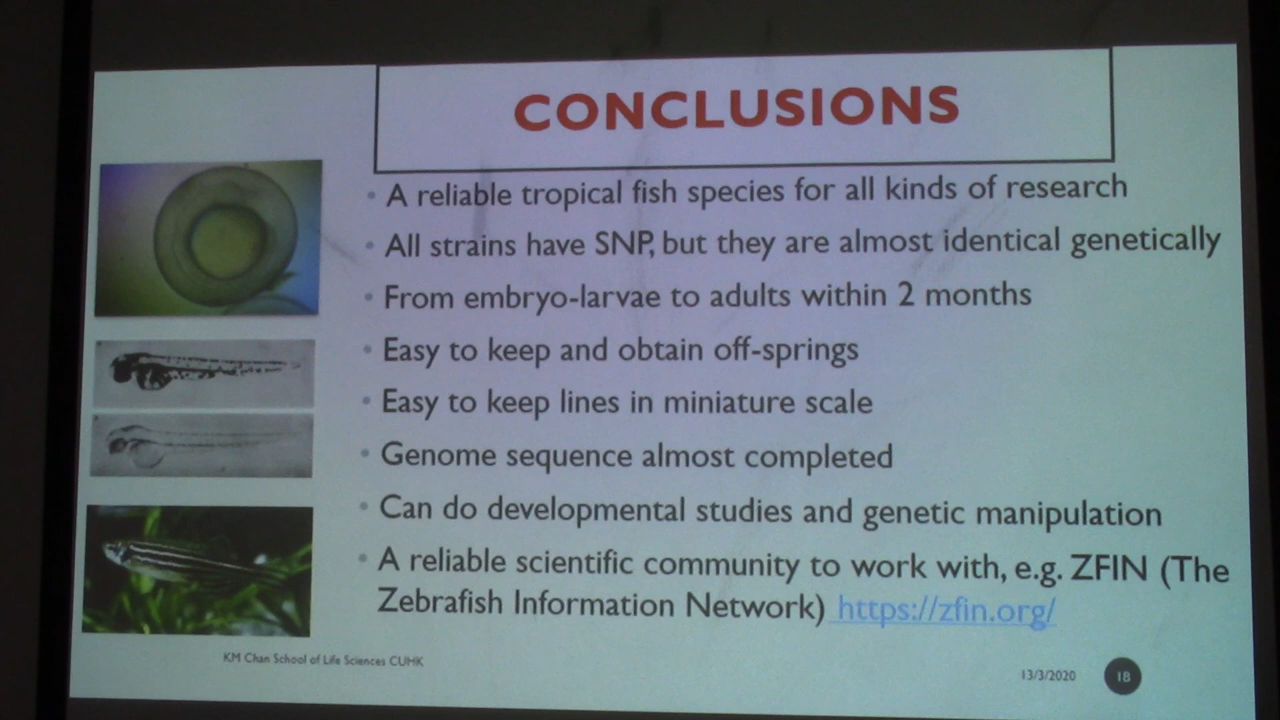 CONCLUSIONS
• A reliable tropical fish species for all kinds of research
• All strains have SNP, but they are almost identical genetically
• From embryo-larvae to adults within 2 months
• Easy to keep and obtain off-springs
• Easy to keep lines in miniature scale
• Genome sequence almost completed
• Can do developmental studies and genetic manipulation
• A reliable scientific community to work with, e.g. ZFIN (The
Zebrafish Information Network) https://zfin.org/
KM Chan School of Life Sciences CUHK
13/3/2020
18